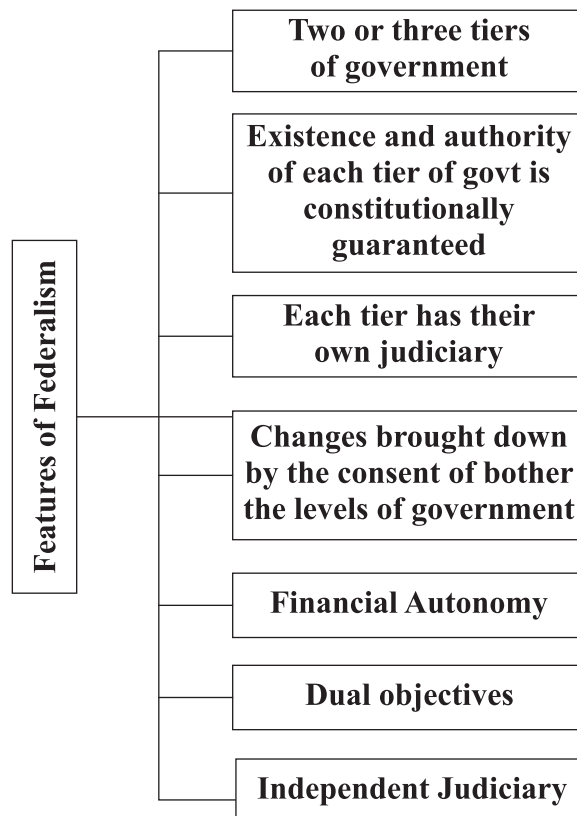 Features of Federalism
Two or three tiers
of government
Existence and authority
of each tier of govt is
constitutionally
guaranteed
Each tier has their
own judiciary
Changes brought down
by the consent of bother
the levels of government
Financial Autonomy
Dual objectives
Independent Judiciary